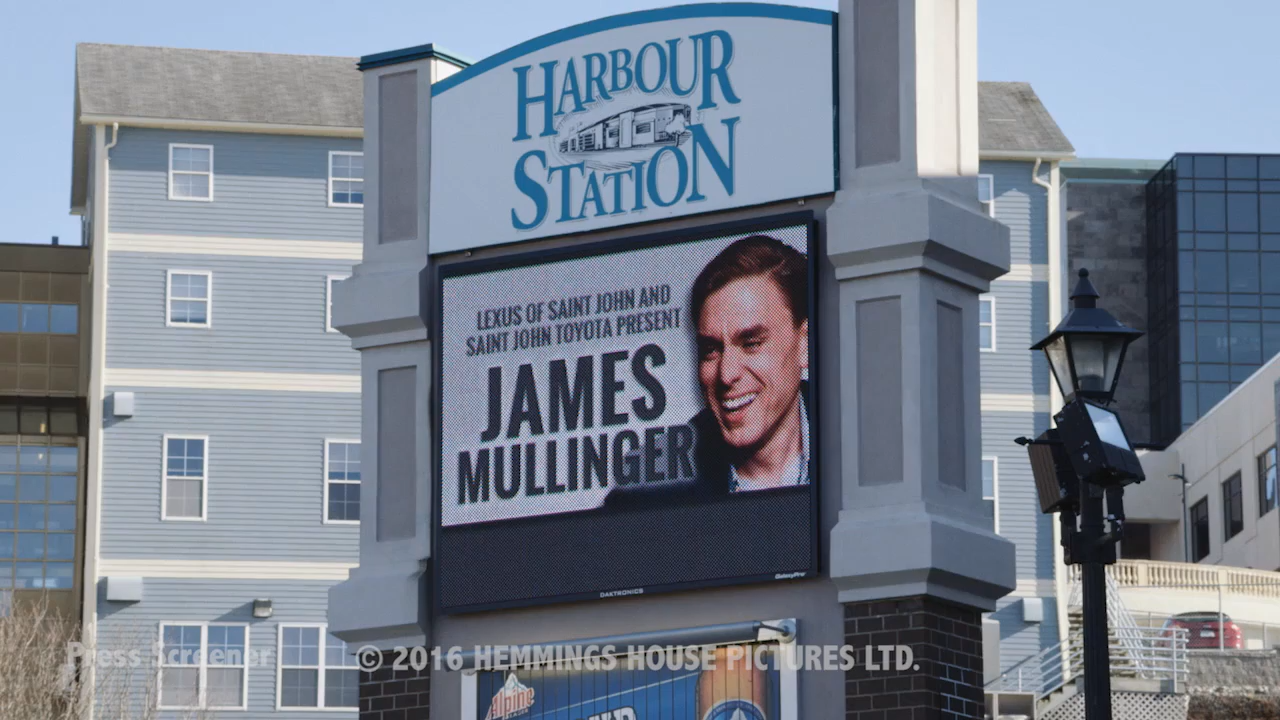 HARBOUR
STATION
LEXUS OF SAINT JOHN AND
SAINT JOHN TOYOTA PRESENT
JAMES
MULLINGER
GalaxyPro
DAKTRONICS
Press Screener
© 2016 HEMMINGS HOUSE PICTURES LTD.
alpine